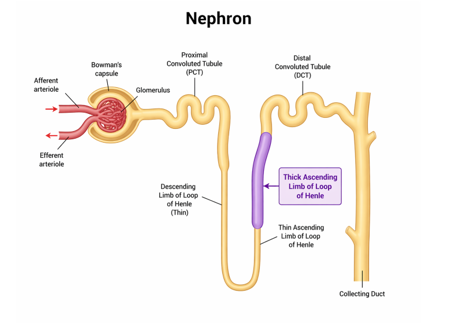 Nephron
Proximal
Convoluted Tubule
(PCT)
Distal
Convoluted Tubule
(DCT)
Bowman's
capsule
Afferent
arteriole
Glomerulus
Efferent
arteriole
Thick Ascending
Limb of Loop
of Henle
Descending
Limb of Loop
of Henle
(Thin)
Thin Ascending
Limb of Loop
of Henle
Collecting Duct